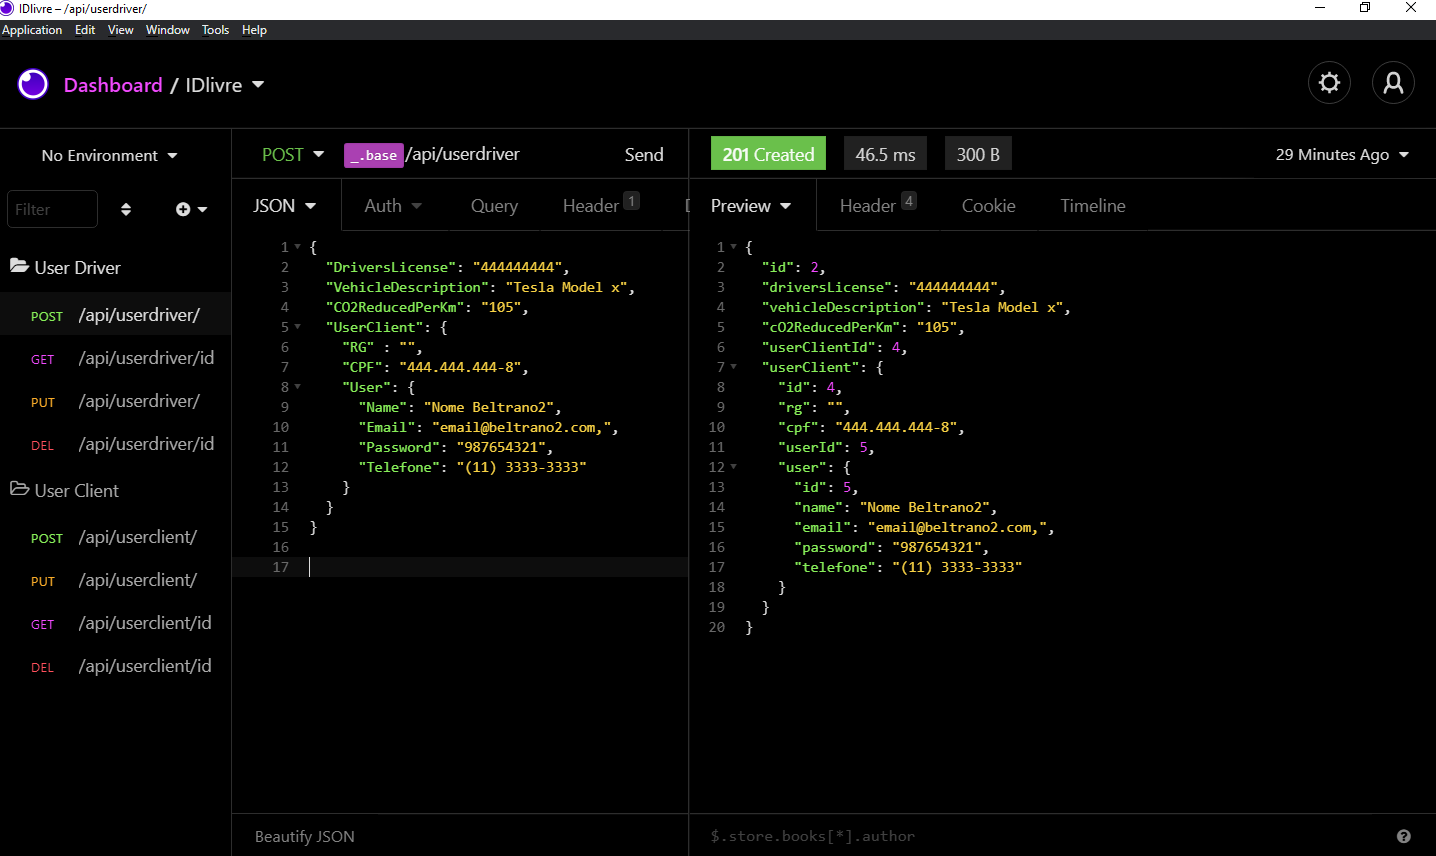 IDlivre – /api/userdriver/
Application Edit View Window Tools Help
Dashboard / IDlivre
No Environment
POST _.base/api/userdriver Send
201 Created 46.5 ms 300 B 29 Minutes Ago
Filter
JSON Auth Query Header 1
Preview Header 4 Cookie Timeline
User Driver
POST /api/userdriver/
GET /api/userdriver/id
PUT /api/userdriver/
DEL /api/userdriver/id
User Client
POST /api/userclient/
PUT /api/userclient/
GET /api/userclient/id
DEL /api/userclient/id
1 {
2 "DriversLicense": "444444444",
3 "VehicleDescription": "Tesla Model x",
4 "CO2ReducedPerKm": "105",
5 "UserClient": {
6 "RG" : "",
7 "CPF": "444.444.444-8",
8 "User": {
9 "Name": "Nome Beltrano2",
10 "Email": "email@beltrano2.com,",
11 "Password": "987654321",
12 "Telefone": "(11) 3333-3333"
13 }
14 }
15 }
16
17
1 {
2 "id": 2,
3 "driversLicense": "444444444",
4 "vehicleDescription": "Tesla Model x",
5 "cO2ReducedPerKm": "105",
6 "userClientId": 4,
7 "userClient": {
8 "id": 4,
9 "rg": "",
10 "cpf": "444.444.444-8",
11 "userId": 5,
12 "user": {
13 "id": 5,
14 "name": "Nome Beltrano2",
15 "email": "email@beltrano2.com,",
16 "password": "987654321",
17 "telefone": "(11) 3333-3333"
18 }
19 }
20 }
Beautify JSON
$.store.books[*].author